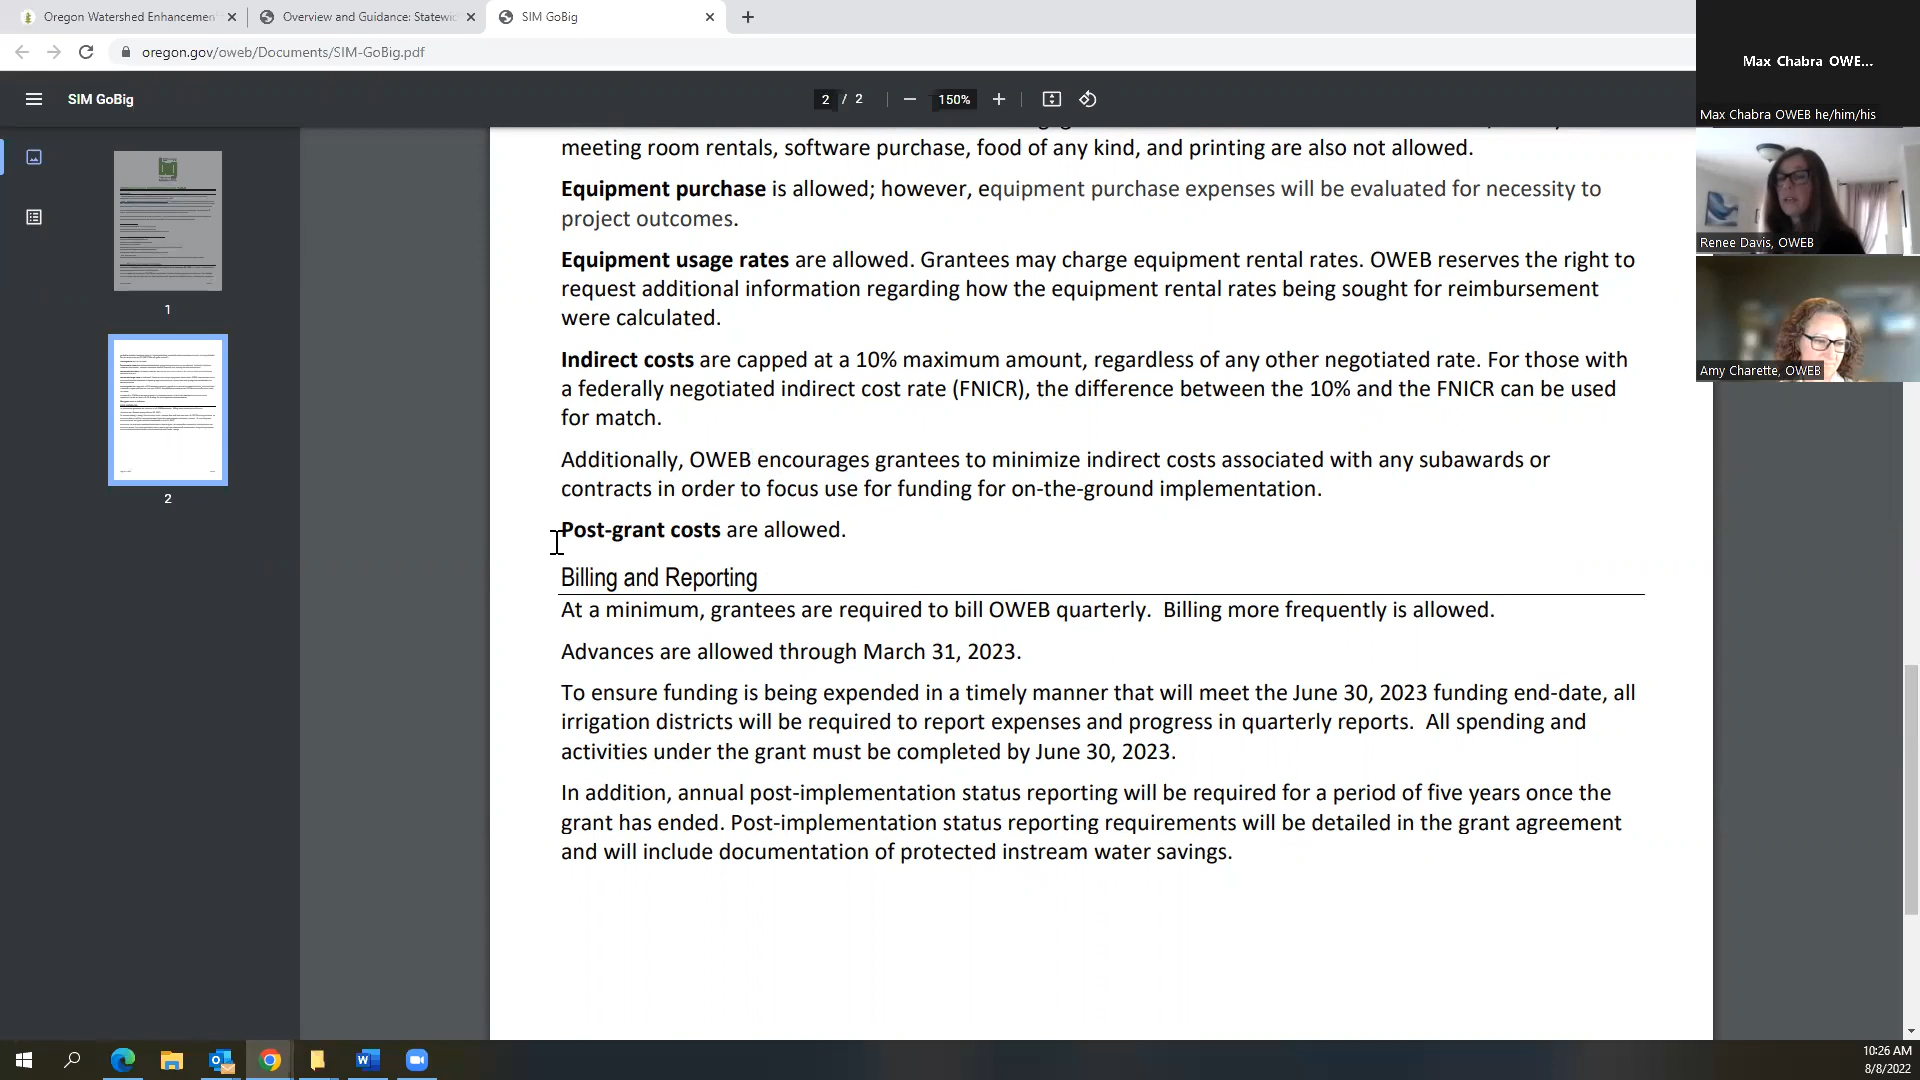 Oregon Watershed Enhancement
Overview and Guidance: Statewi
SIM GoBig
oregon.gov/oweb/Documents/SIM-GoBig.pdf
SIM GoBig
2 / 2
150%
Max Chabra OWE...
Max Chabra OWEB he/him/his
Renee Davis, OWEB
Amy Charette, OWEB
1
2
meeting room rentals, software purchase, food of any kind, and printing are also not allowed.
Equipment purchase is allowed; however, equipment purchase expenses will be evaluated for necessity to
project outcomes.
Equipment usage rates are allowed. Grantees may charge equipment rental rates. OWEB reserves the right to
request additional information regarding how the equipment rental rates being sought for reimbursement
were calculated.
Indirect costs are capped at a 10% maximum amount, regardless of any other negotiated rate. For those with
a federally negotiated indirect cost rate (FNICR), the difference between the 10% and the FNICR can be used
for match.
Additionally, OWEB encourages grantees to minimize indirect costs associated with any subawards or
contracts in order to focus use for funding for on-the-ground implementation.
Post-grant costs are allowed.
Billing and Reporting
At a minimum, grantees are required to bill OWEB quarterly.  Billing more frequently is allowed.
Advances are allowed through March 31, 2023.
To ensure funding is being expended in a timely manner that will meet the June 30, 2023 funding end-date, all
irrigation districts will be required to report expenses and progress in quarterly reports.  All spending and
activities under the grant must be completed by June 30, 2023.
In addition, annual post-implementation status reporting will be required for a period of five years once the
grant has ended. Post-implementation status reporting requirements will be detailed in the grant agreement
and will include documentation of protected instream water savings.
10:26 AM
8/8/2022